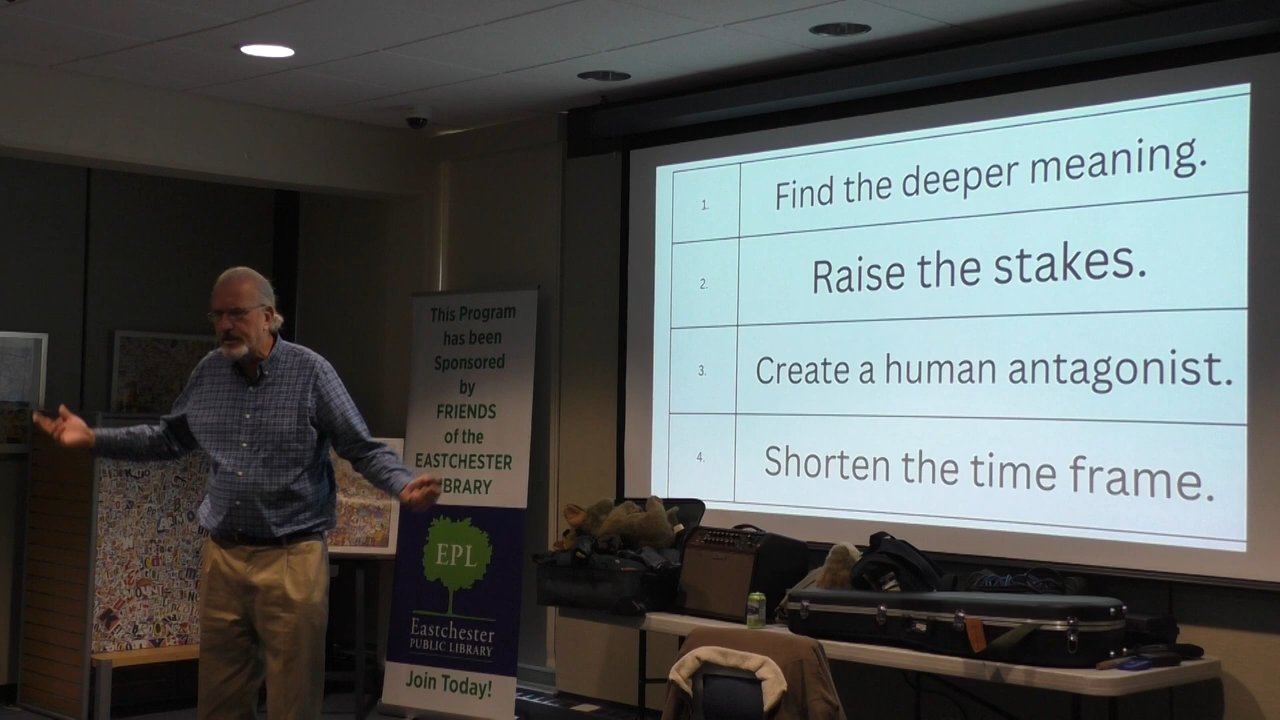 1. Find the deeper meaning.
2. Raise the stakes.
3. Create a human antagonist.
4. Shorten the time frame.
This Program
has been
Sponsored
by
FRIENDS
of the
EASTCHESTER
BRARY
EPL
Eastchester
PUBLIC LIBRARY
Join Today!